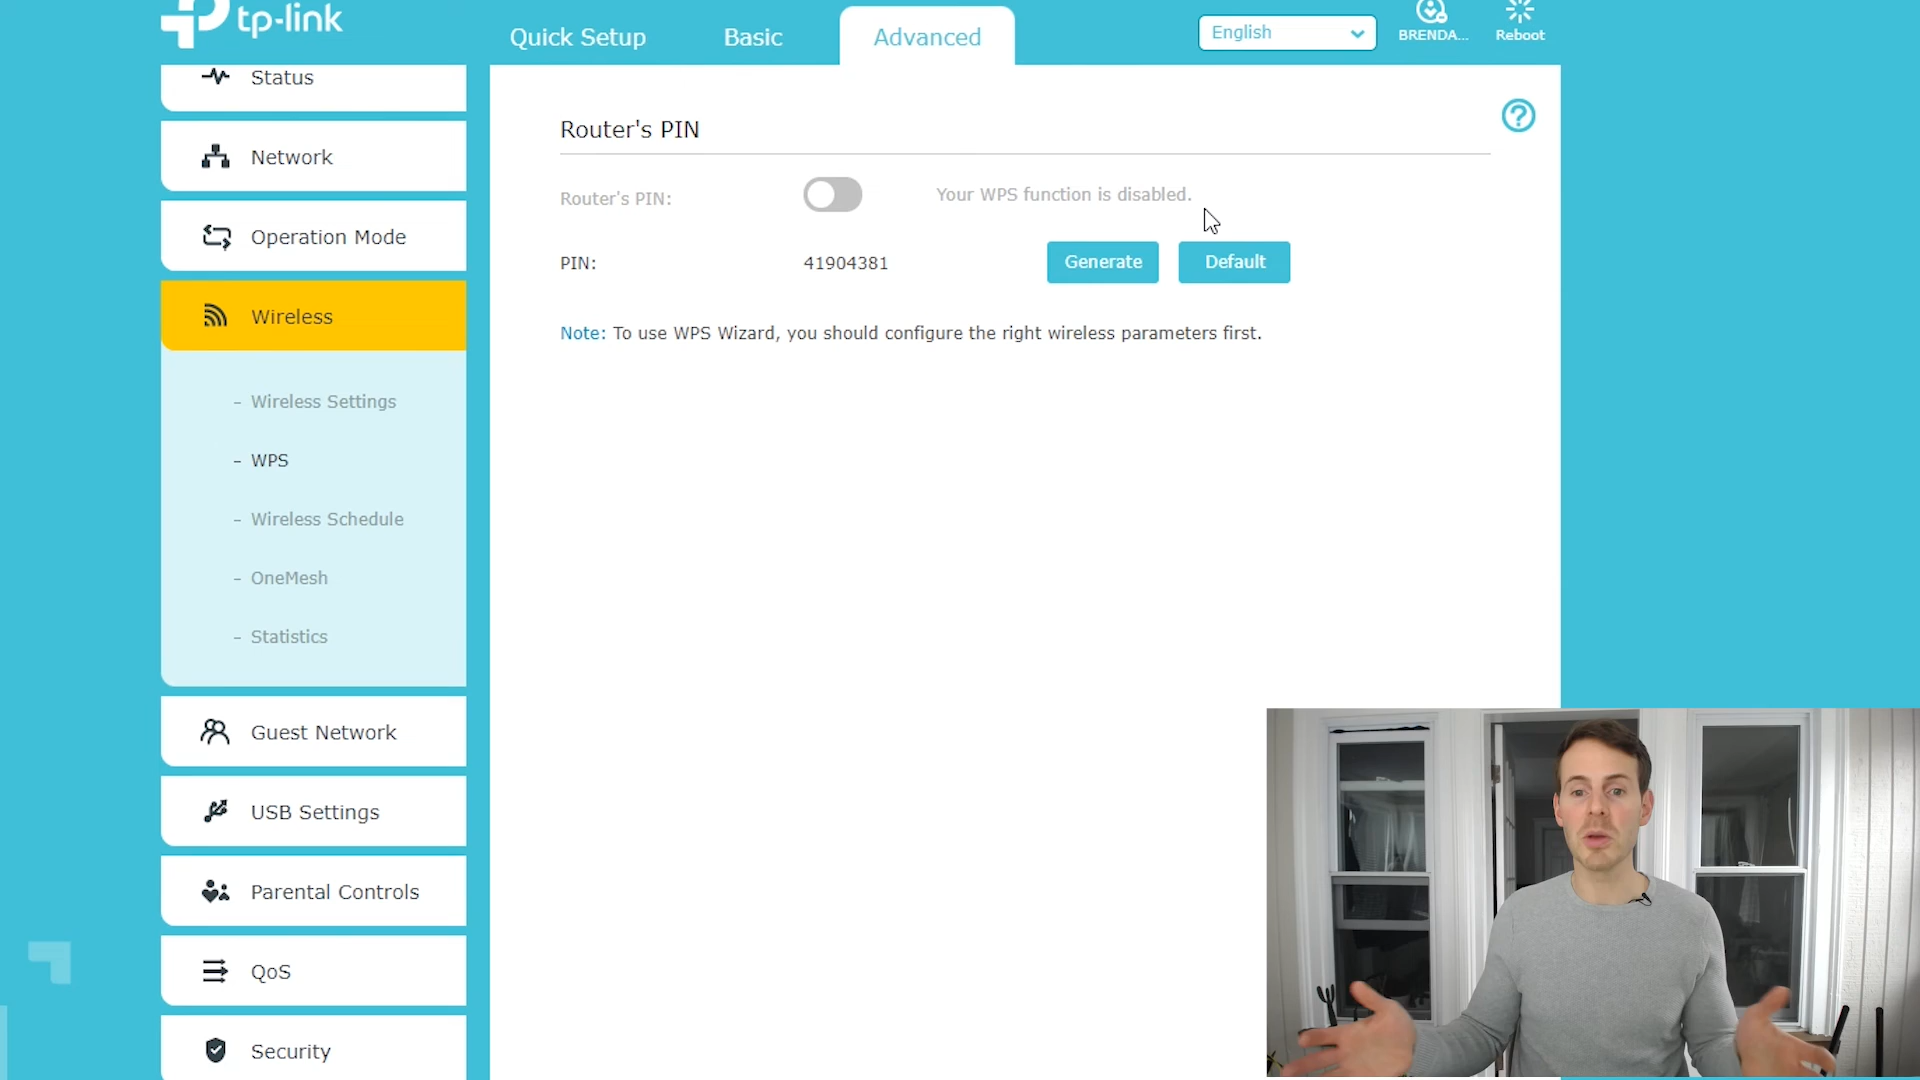 tp-link
Quick Setup
Basic
Advanced
English
BRENDA...
Reboot
Status
Network
Operation Mode
Wireless
- Wireless Settings
- WPS
- Wireless Schedule
- OneMesh
- Statistics
Guest Network
USB Settings
Parental Controls
QoS
Security
Router's PIN
Router's PIN:
Your WPS function is disabled.
PIN:
41904381
Generate
Default
Note: To use WPS Wizard, you should configure the right wireless parameters first.